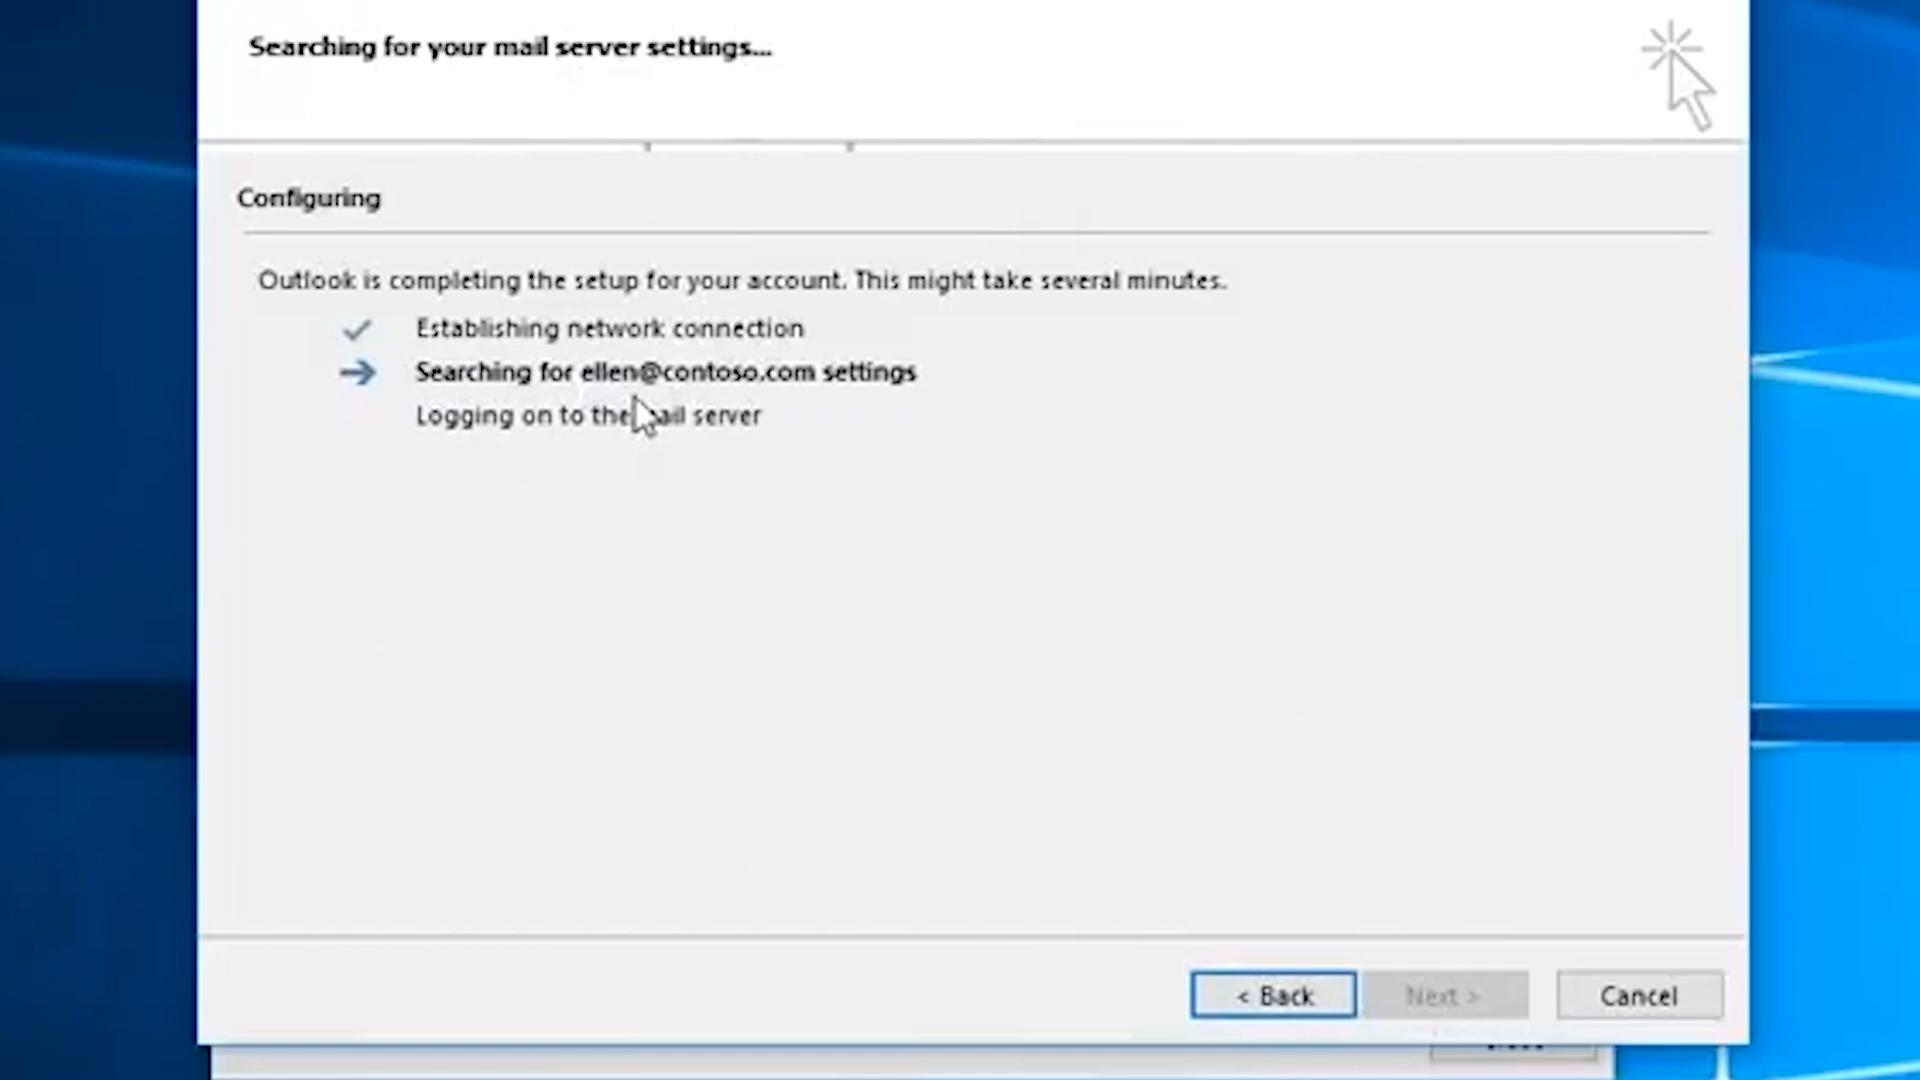 Searching for your mail server settings...
Configuring
Outlook is completing the setup for your account. This might take several minutes.
Establishing network connection
Searching for ellen@contoso.com settings
Logging on to the mail server
< Back
Next >
Cancel